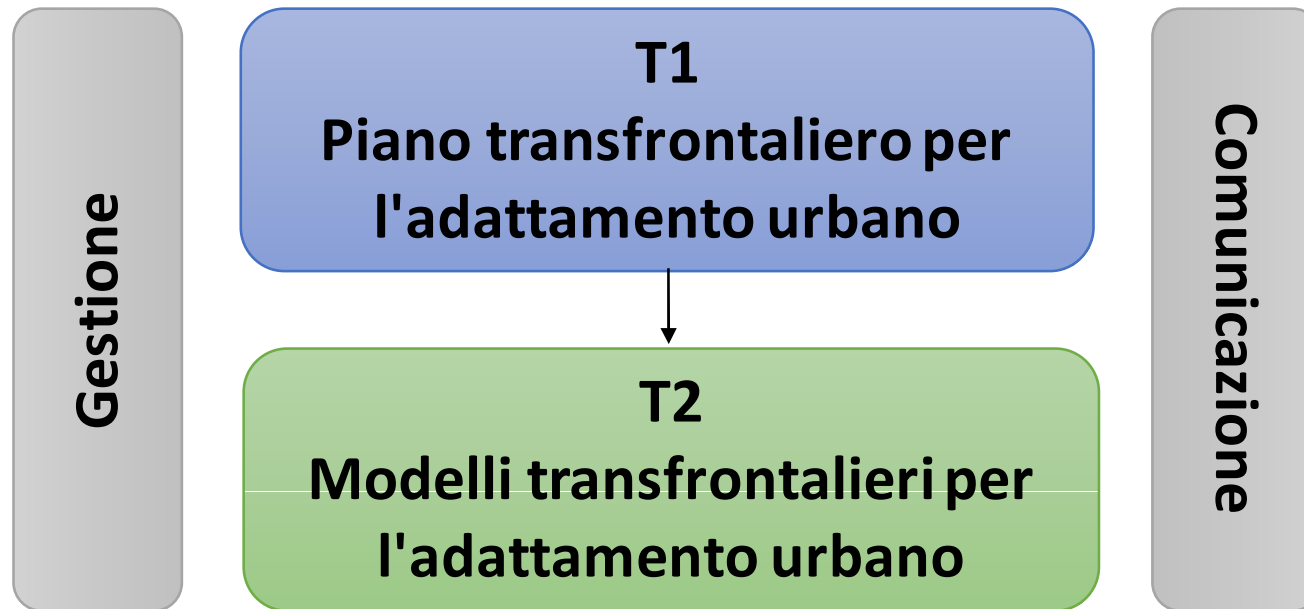 Gestione
T1
Piano transfrontaliero per
l'adattamento urbano
T2
Modelli transfrontalieri per
l'adattamento urbano
Comunicazione